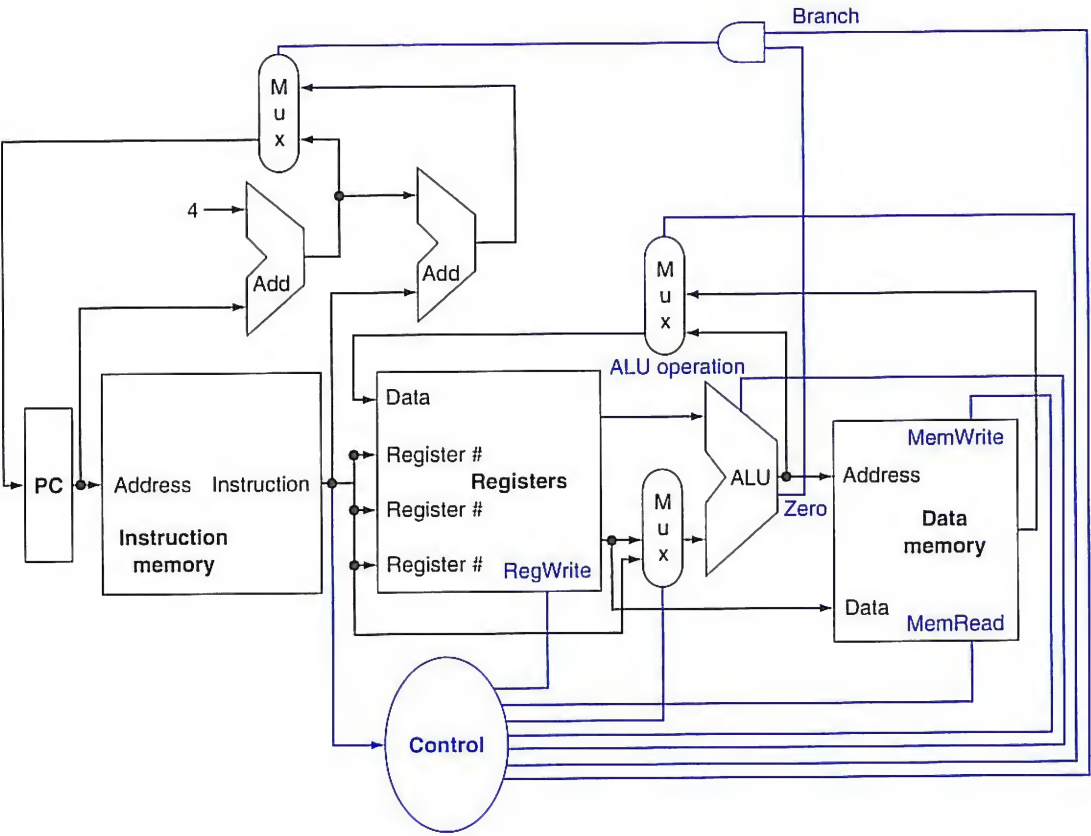 Branch
M
u
x
4
Add
Add
M
u
x
ALU operation
Data
Register #
Registers
Register #
Register #
RegWrite
PC
Address Instruction
Instruction
memory
M
u
x
ALU
Zero
MemWrite
Address
Data
memory
Data
MemRead
Control